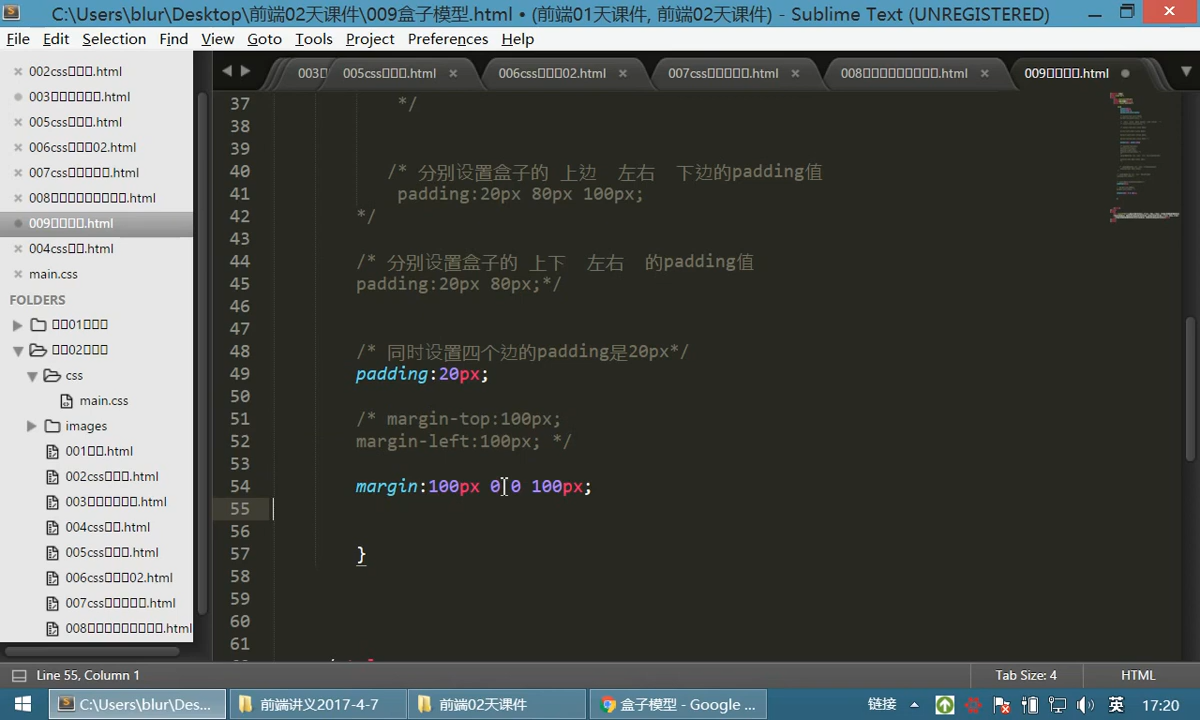 C:\Users\blur\Desktop\前端02天课件\009盒子模型.html • (前端01天课件, 前端02天课件) - Sublime Text (UNREGISTERED)
File Edit Selection Find View Goto Tools Project Preferences Help
003 005css .html 006css 02.html 007css .html 008 .html 009 .html
002css .html
003 .html
005css .html
006css 02.html
007css .html
008 .html
009 .html
004css .html
main.css
FOLDERS
01
02
css
main.css
images
001 .html
002css .html
003 .html
004css .html
005css .html
006css 02.html
007css .html
008 .html
37 */
38
39
40 /* 分别设置盒子的 上边 左右 下边的padding值
41 padding:20px 80px 100px;
42 */
43
44 /* 分别设置盒子的 上下 左右 的padding值
45 padding:20px 80px;*/
46
47
48 /* 同时设置四个边的padding是20px*/
49 padding:20px;
50
51 /* margin-top:100px;
52 margin-left:100px; */
53
54 margin:100px 0 0 100px;
55
56
57 }
58
59
60
61
Line 55, Column 1 Tab Size: 4 HTML
C:\Users\blur\Des... 前端讲义2017-4-7 前端02天课件 盒子模型 - Google ... 链接 英 17:20